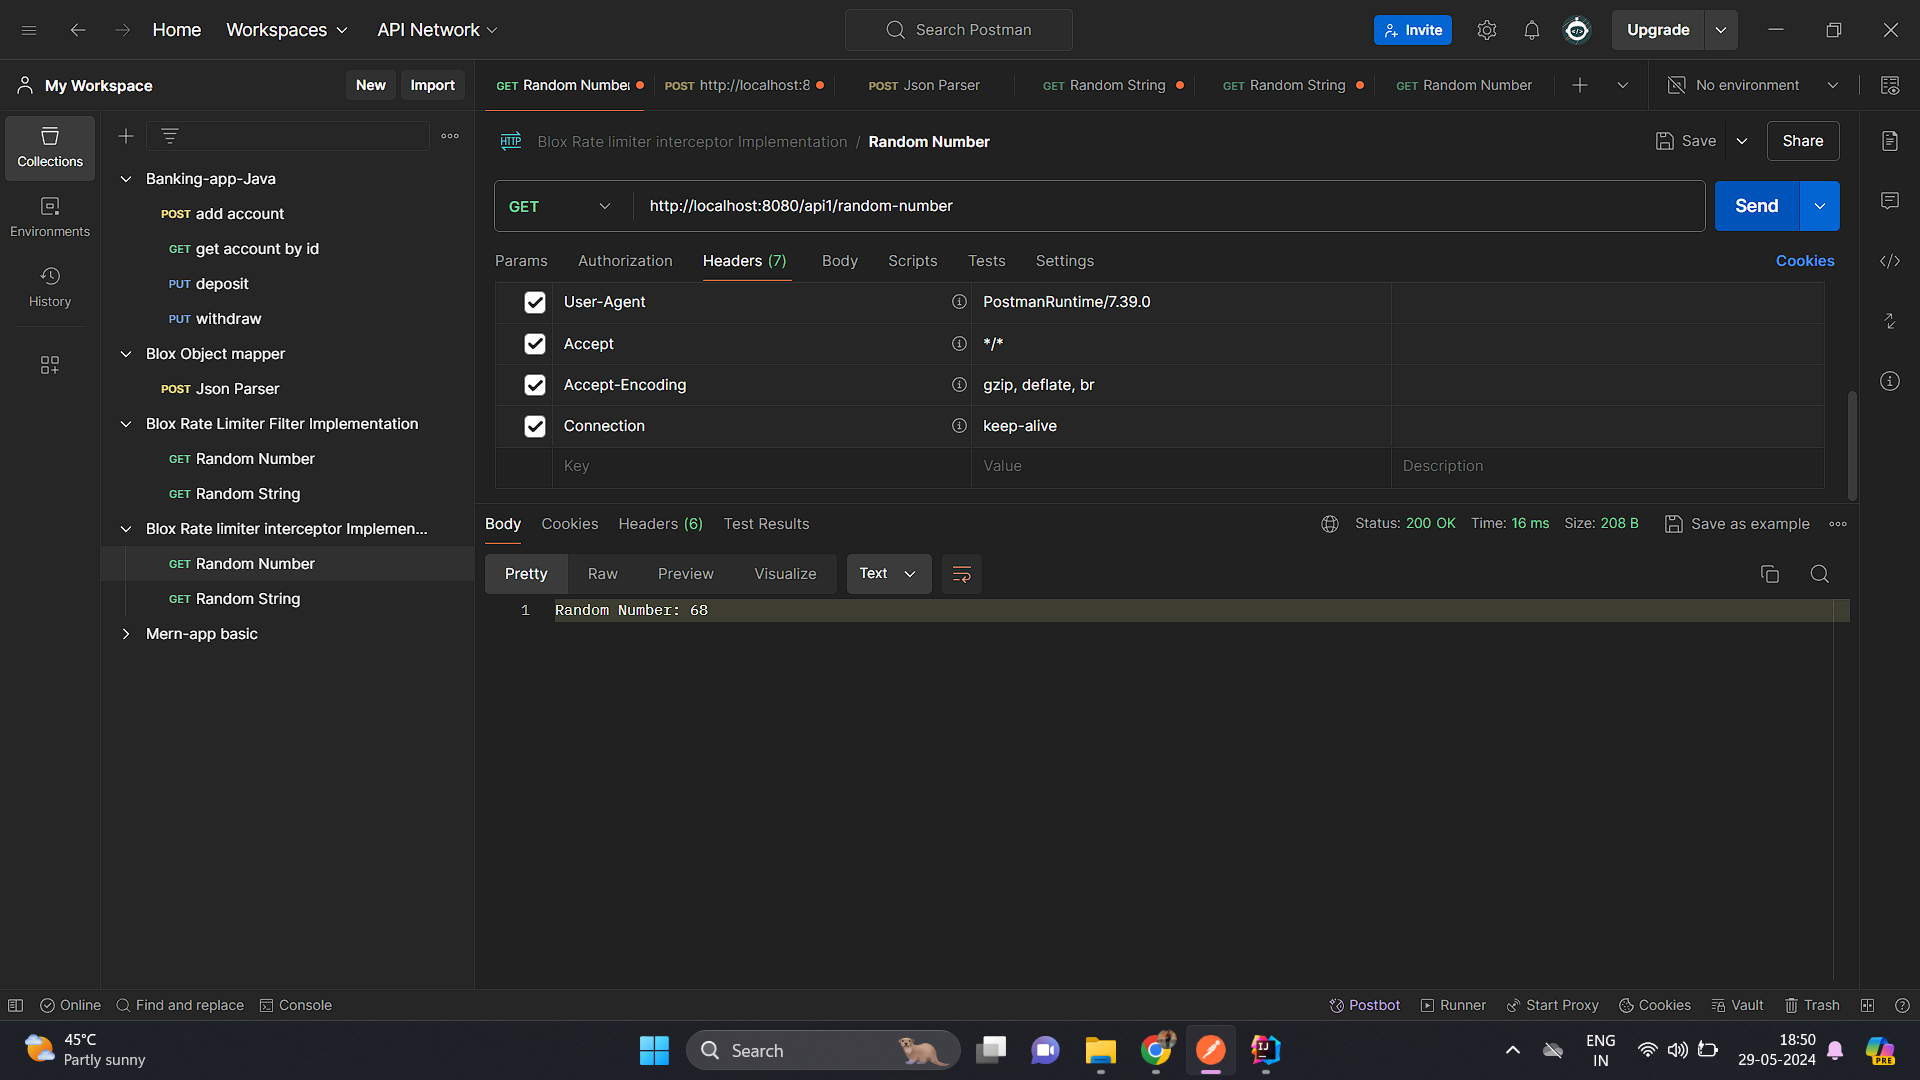 Home
Workspaces
API Network
Search Postman
Invite
Upgrade
My Workspace
New
Import
GET Random Number
POST http://localhost:8
POST Json Parser
GET Random String
GET Random String
GET Random Number
No environment
Collections
Environments
History
Banking-app-Java
POST add account
GET get account by id
PUT deposit
PUT withdraw
Blox Object mapper
POST Json Parser
Blox Rate Limiter Filter Implementation
GET Random Number
GET Random String
Blox Rate limiter interceptor Implemen...
GET Random Number
GET Random String
Mern-app basic
HTTP Blox Rate limiter interceptor Implementation / Random Number
Save
Share
GET
http://localhost:8080/api1/random-number
Send
Params
Authorization
Headers (7)
Body
Scripts
Tests
Settings
Cookies
User-Agent
PostmanRuntime/7.39.0
Accept
*/*
Accept-Encoding
gzip, deflate, br
Connection
keep-alive
Key
Value
Description
Body
Cookies
Headers (6)
Test Results
Status: 200 OK
Time: 16 ms
Size: 208 B
Save as example
Pretty
Raw
Preview
Visualize
Text
1 Random Number: 68
Online
Find and replace
Console
Postbot
Runner
Start Proxy
Cookies
Vault
Trash
45°C
Partly sunny
Search
IJ
ENG
IN
18:50
29-05-2024
PRE